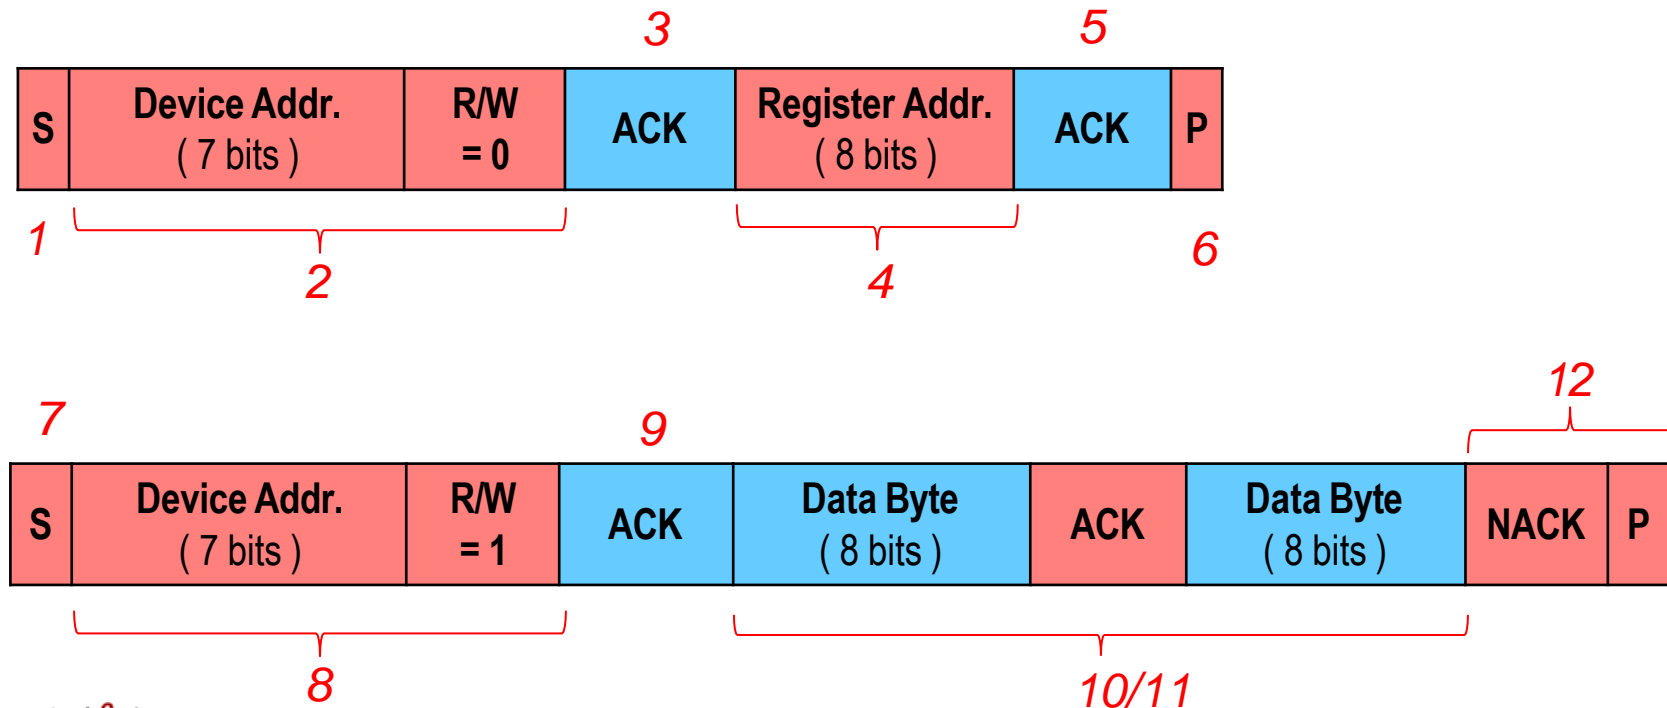 3 5
S Device Addr. R/W ACK Register Addr. ACK P
( 7 bits ) = 0 ( 8 bits )
1 2 4 6
12
7 9
S Device Addr. R/W ACK Data Byte ACK Data Byte NACK P
( 7 bits ) = 1 ( 8 bits ) ( 8 bits )
8 10/11